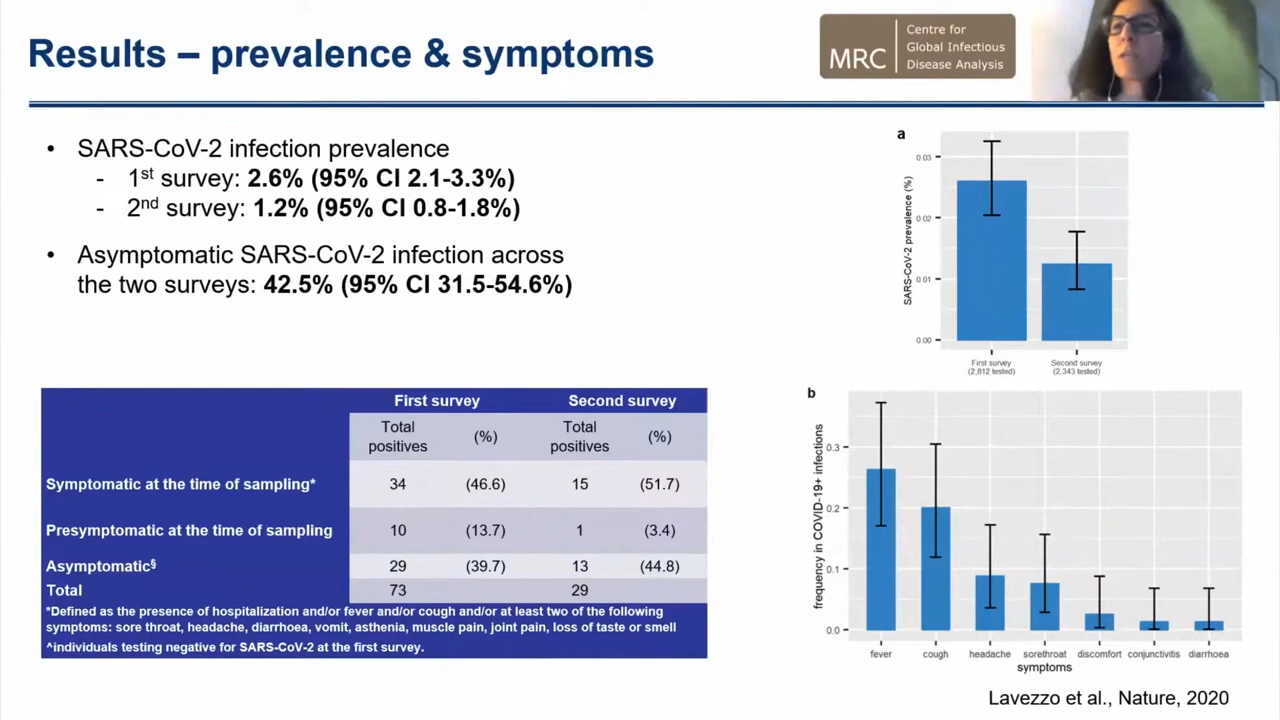 Results – prevalence & symptoms
MRC
Centre for
Global Infectious
Disease Analysis
• SARS-CoV-2 infection prevalence
- 1st survey: 2.6% (95% CI 2.1-3.3%)
- 2nd survey: 1.2% (95% CI 0.8-1.8%)
• Asymptomatic SARS-CoV-2 infection across
the two surveys: 42.5% (95% CI 31.5-54.6%)
First survey Second survey
Total positives (%) Total positives (%)
Symptomatic at the time of sampling* 34 (46.6) 15 (51.7)
Presymptomatic at the time of sampling 10 (13.7) 1 (3.4)
Asymptomatic§ 29 (39.7) 13 (44.8)
Total 73 29
*Defined as the presence of hospitalization and/or fever and/or cough and/or at least two of the following
symptoms: sore throat, headache, diarrhoea, vomit, asthenia, muscle pain, joint pain, loss of taste or smell
^individuals testing negative for SARS-CoV-2 at the first survey.
a
SARS-CoV-2 prevalence (%)
0.03
0.02
0.01
0.00
First survey Second survey
(2,812 tested) (2,343 tested)
b
frequency in COVID-19+ infections
0.3
0.2
0.1
0.0
fever cough headache sorethroat discomfort conjunctivitis diarrhoea
symptoms
Lavezzo et al., Nature, 2020